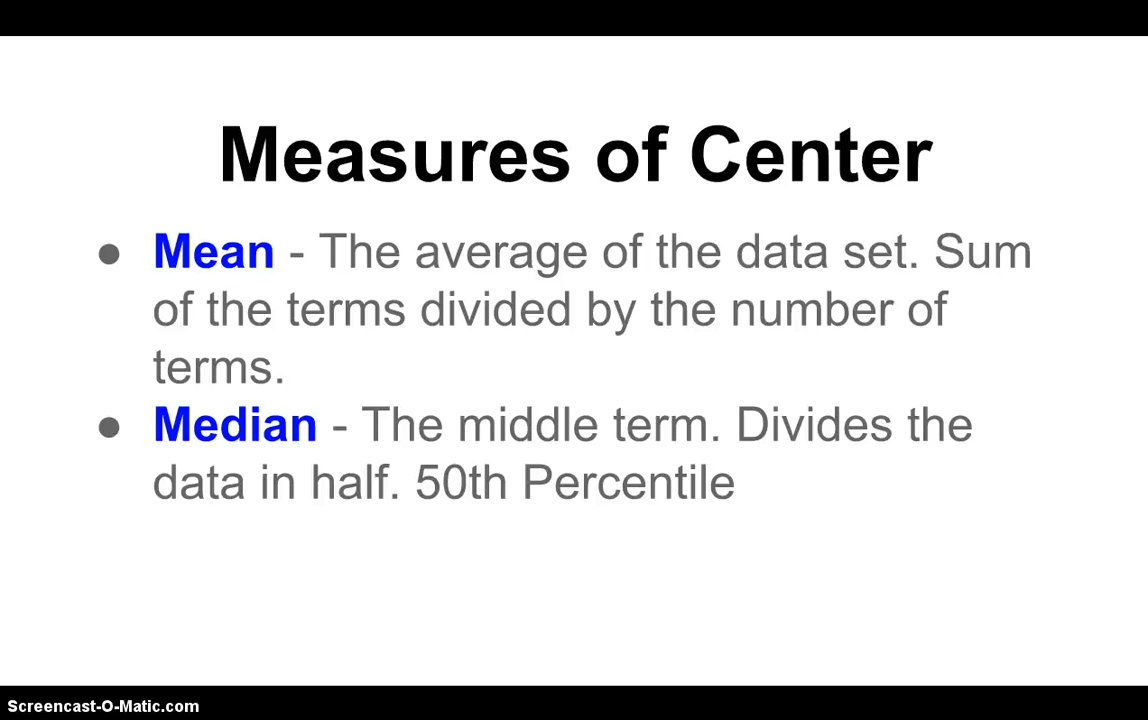 Measures of Center
● Mean - The average of the data set. Sum
of the terms divided by the number of
terms.
● Median - The middle term. Divides the
data in half. 50th Percentile
Screencast-O-Matic.com